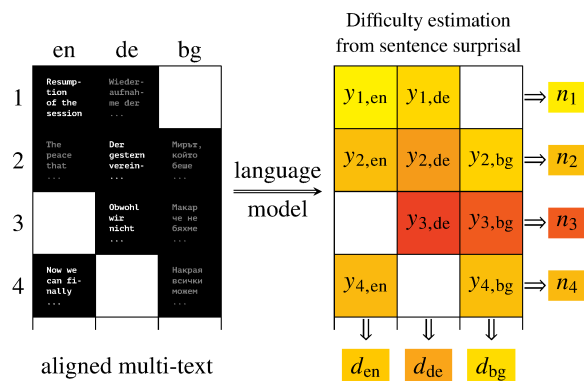 Difficulty estimation
from sentence surprisal
en de bg
1 2 3 4
Resump-
tion
of the
session
Wieder-
aufnah-
me der
...
The
peace
that
...
Der
gestern
verein-
...
Мирът,
който
беше
...
Obwohl
wir
nicht
...
Макар
че не
бяхме
...
Now we
can fi-
nally
...
Накрая
всички
можем
...
aligned multi-text
language
model
y1,en y1,de ⇒ n1
y2,en y2,de y2,bg ⇒ n2
y3,de y3,bg ⇒ n3
y4,en y4,bg ⇒ n4
⇓ ⇓ ⇓
den dde dbg